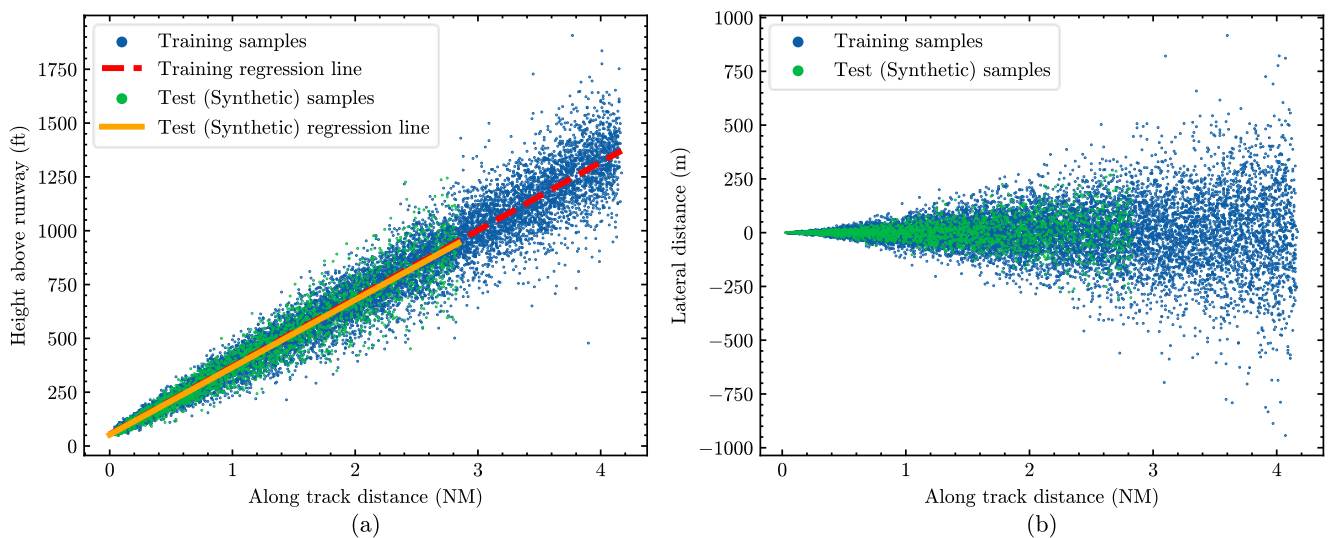 Training samples
Training regression line
Test (Synthetic) samples
Test (Synthetic) regression line
1750
1500
1250
1000
750
500
250
0
Height above runway (ft)
0 1 2 3 4
Along track distance (NM)
(a)
Training samples
Test (Synthetic) samples
1000
750
500
250
0
−250
−500
−750
−1000
Lateral distance (m)
0 1 2 3 4
Along track distance (NM)
(b)